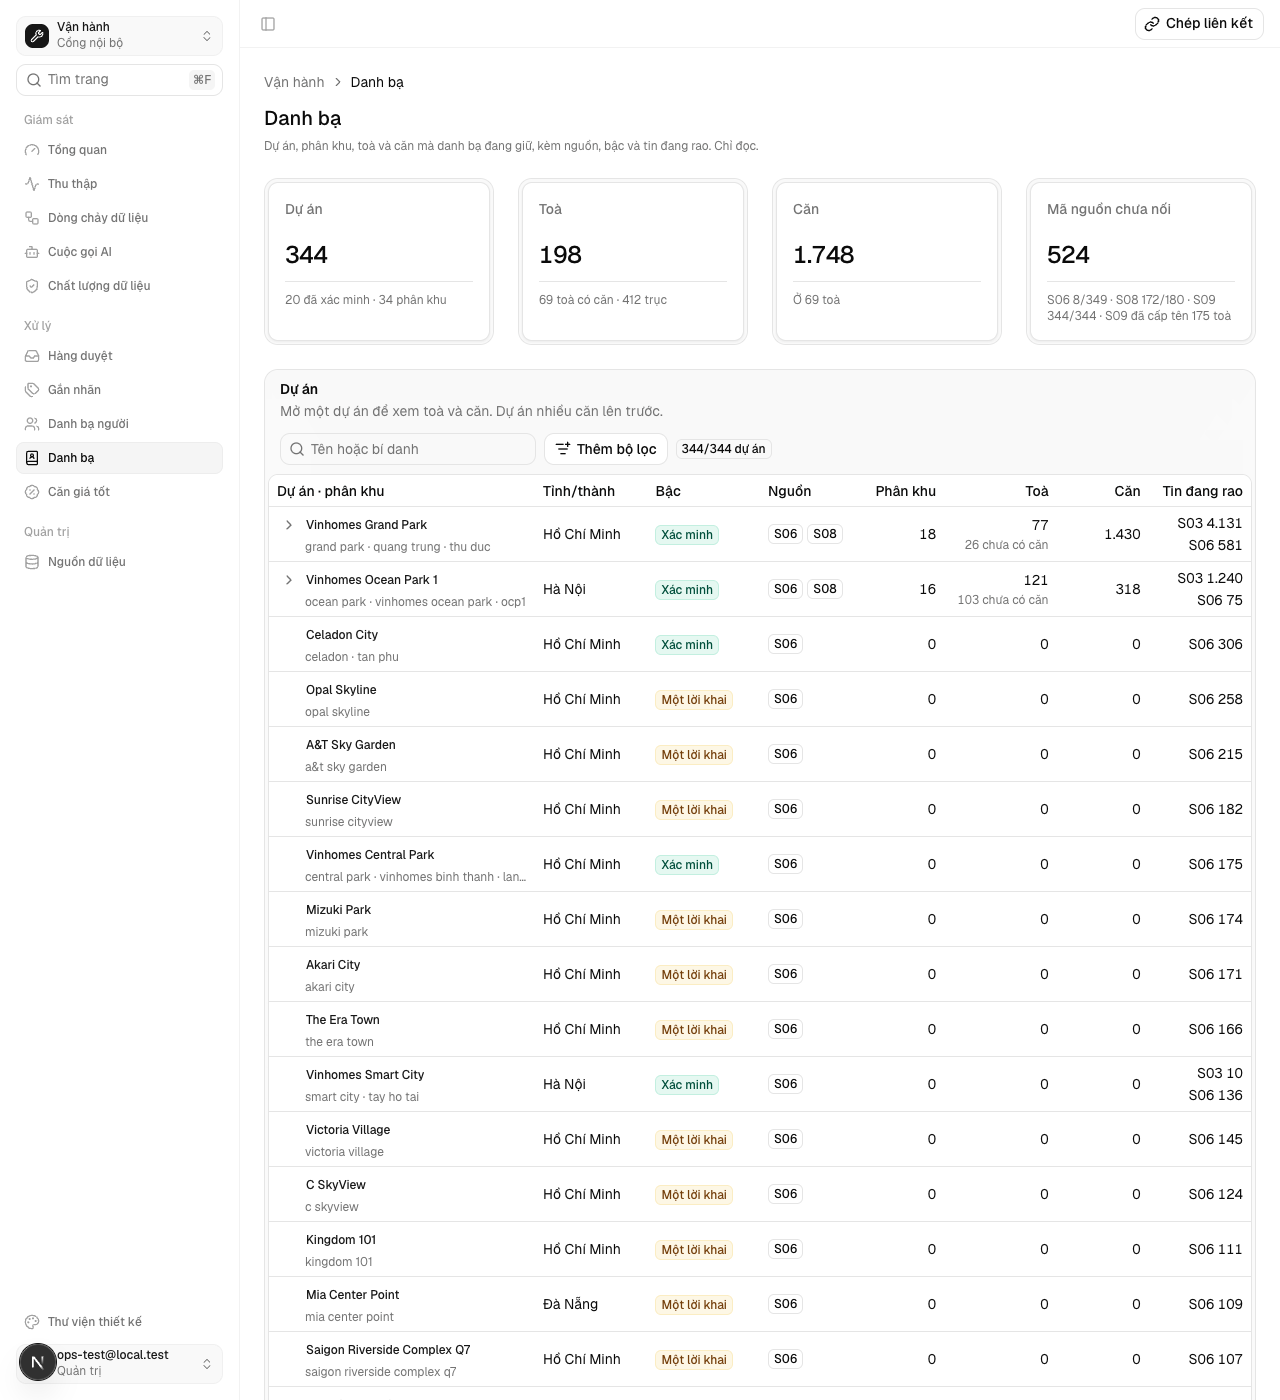 Vận hành
Cổng nội bộ
Tìm trang
⌘F
Giám sát
Tổng quan
Thu thập
Dòng chảy dữ liệu
Cuộc gọi AI
Chất lượng dữ liệu
Xử lý
Hàng duyệt
Gắn nhãn
Danh bạ người
Danh bạ
Căn giá tốt
Quản trị
Nguồn dữ liệu
Thư viện thiết kế
N
ops-test@local.test
Quản trị
Chép liên kết
Vận hành > Danh bạ
Danh bạ
Dự án, phân khu, toà và căn mà danh bạ đang giữ, kèm nguồn, bậc và tin đang rao. Chỉ đọc.
Dự án
344
20 đã xác minh · 34 phân khu
Toà
198
69 toà có căn · 412 trục
Căn
1.748
Ở 69 toà
Mã nguồn chưa nối
524
S06 8/349 · S08 172/180 · S09
344/344 · S09 đã cấp tên 175 toà
Dự án
Mở một dự án để xem toà và căn. Dự án nhiều căn lên trước.
Tên hoặc bí danh
Thêm bộ lọc
344/344 dự án
Dự án · phân khu Tỉnh/thành Bậc Nguồn Phân khu Toà Căn Tin đang rao
Vinhomes Grand Park Hồ Chí Minh Xác minh S06 S08 18 77 1.430 S03 4.131
grand park · quang trung · thu duc 26 chưa có căn S06 581
Vinhomes Ocean Park 1 Hà Nội Xác minh S06 S08 16 121 318 S03 1.240
ocean park · vinhomes ocean park · ocp1 103 chưa có căn S06 75
Celadon City Hồ Chí Minh Xác minh S06 0 0 0 S06 306
celadon · tan phu
Opal Skyline Hồ Chí Minh Một lời khai S06 0 0 0 S06 258
opal skyline
A&T Sky Garden Hồ Chí Minh Một lời khai S06 0 0 0 S06 215
a&t sky garden
Sunrise CityView Hồ Chí Minh Một lời khai S06 0 0 0 S06 182
sunrise cityview
Vinhomes Central Park Hồ Chí Minh Xác minh S06 0 0 0 S06 175
central park · vinhomes binh thanh · lan...
Mizuki Park Hồ Chí Minh Một lời khai S06 0 0 0 S06 174
mizuki park
Akari City Hồ Chí Minh Một lời khai S06 0 0 0 S06 171
akari city
The Era Town Hồ Chí Minh Một lời khai S06 0 0 0 S06 166
the era town
Vinhomes Smart City Hà Nội Xác minh S06 0 0 0 S03 10
smart city · tay ho tai S06 136
Victoria Village Hồ Chí Minh Một lời khai S06 0 0 0 S06 145
victoria village
C SkyView Hồ Chí Minh Một lời khai S06 0 0 0 S06 124
c skyview
Kingdom 101 Hồ Chí Minh Một lời khai S06 0 0 0 S06 111
kingdom 101
Mia Center Point Đà Nẵng Một lời khai S06 0 0 0 S06 109
mia center point
Saigon Riverside Complex Q7 Hồ Chí Minh Một lời khai S06 0 0 0 S06 107
saigon riverside complex q7